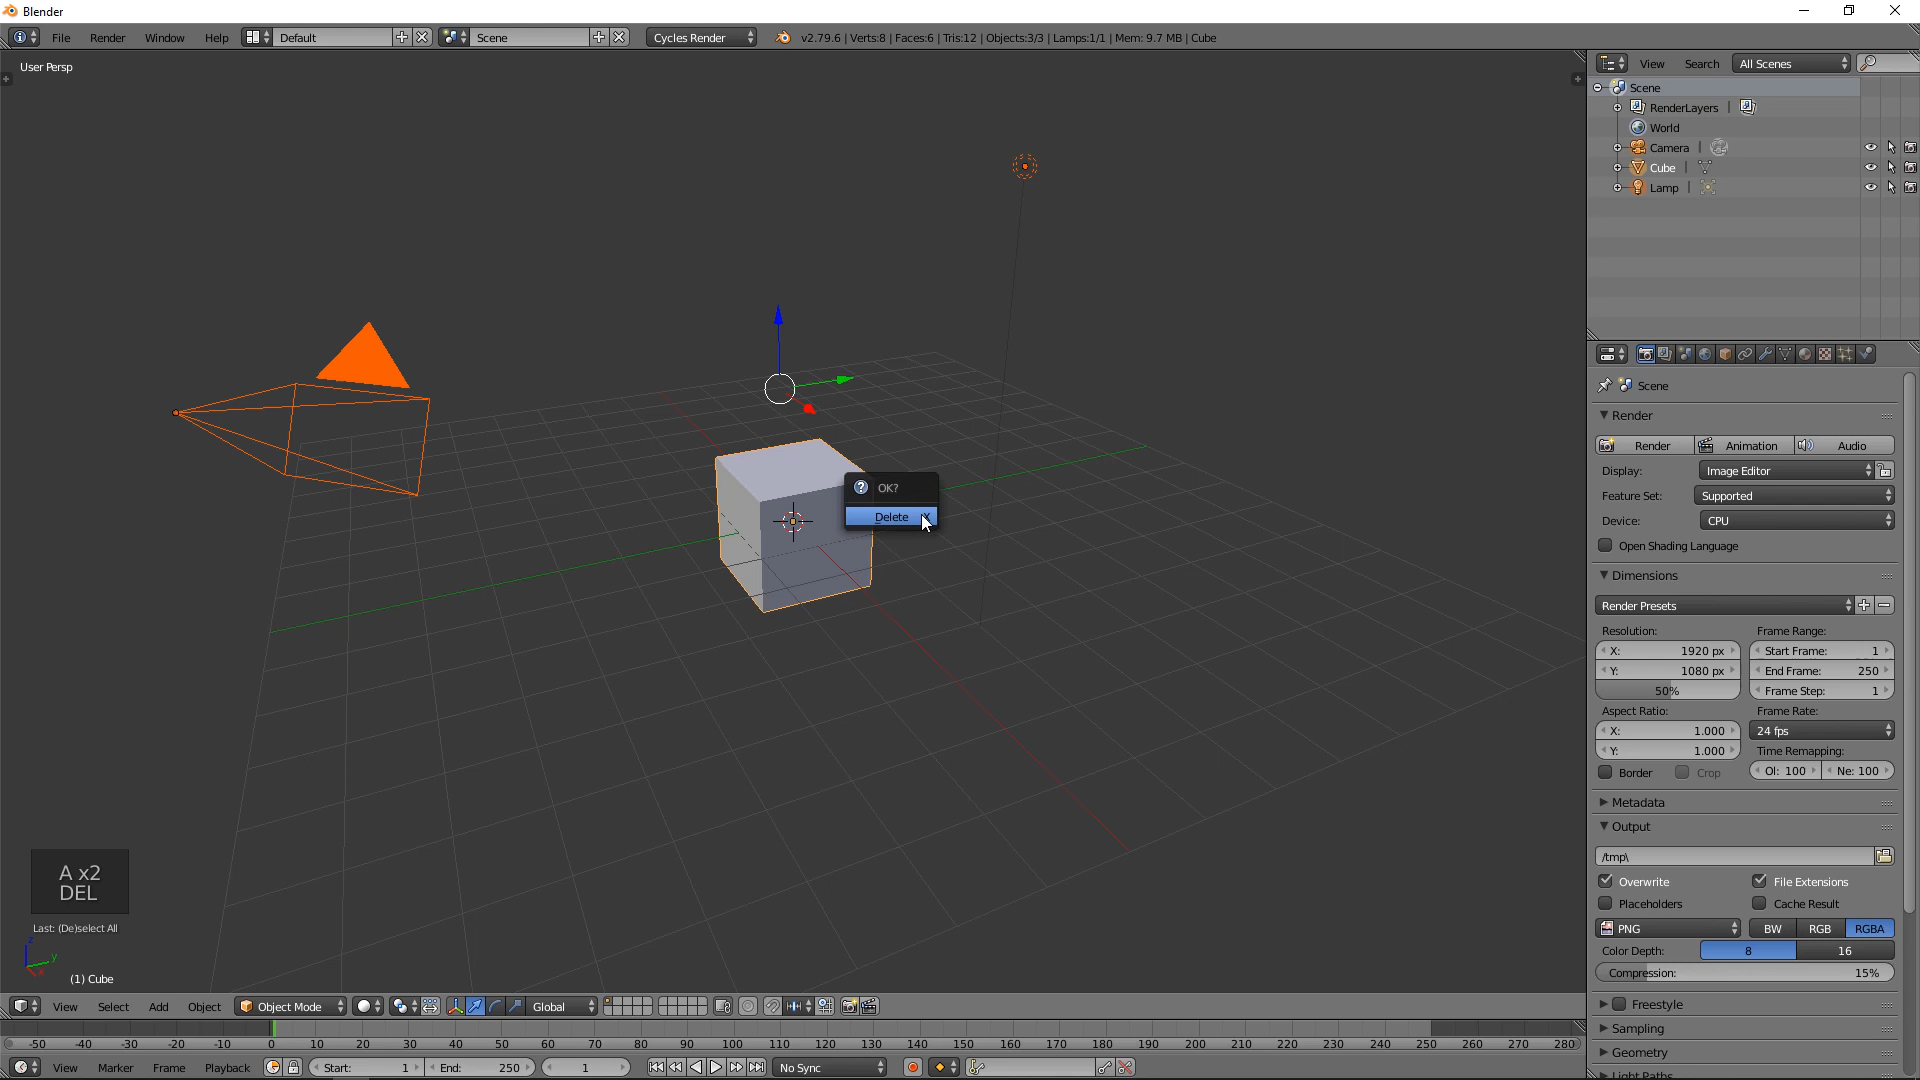 Blender
File Render Window Help Default Scene Cycles Render v2.79.6 | Verts:8 | Faces:6 | Tris:12 | Objects:3/3 | Lamps:1/1 | Mem: 9.7 MB | Cube
User Persp
View Search All Scenes
Scene
RenderLayers
World
Camera
Cube
Lamp
Scene
Render
Render Animation Audio
Display: Image Editor
Feature Set: Supported
Device: CPU
Open Shading Language
Dimensions
Render Presets
Resolution: Frame Range:
X: 1920 px Start Frame: 1
Y: 1080 px End Frame: 250
50% Frame Step: 1
Aspect Ratio: Frame Rate:
X: 1.000 24 fps
Y: 1.000 Time Remapping:
Border Crop Ol: 100 Ne: 100
Metadata
Output
/tmp\
Overwrite File Extensions
Placeholders Cache Result
PNG BW RGB RGBA
Color Depth: 8 16
Compression: 15%
Freestyle
Sampling
Geometry
Light Paths
OK?
Delete
A x2
DEL
Last: (De)select All
z y x
(1) Cube
View Select Add Object Object Mode Global
-50 -40 -30 -20 -10 0 10 20 30 40 50 60 70 80 90 100 110 120 130 140 150 160 170 180 190 200 210 220 230 240 250 260 270 280
View Marker Frame Playback Start: 1 End: 250 1 No Sync